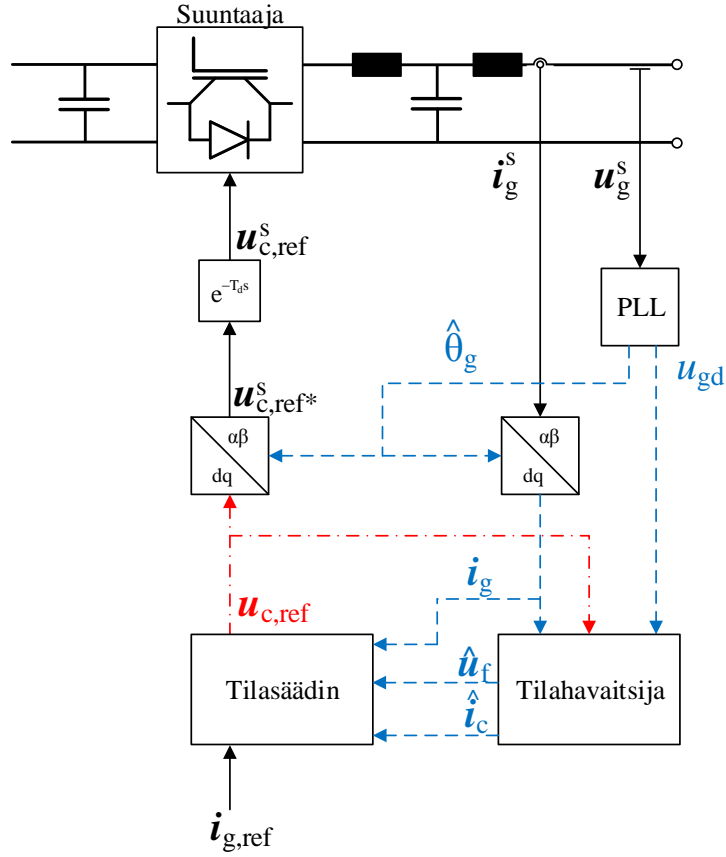 Suuntaaja
i_g^s
u_g^s
u_c,ref^s
e^–T_d s
PLL
θ̂_g
u_gd
u_c,ref*^s
αβ
dq
αβ
dq
i_g
u_c,ref
Tilasäädin
û_f
î_c
Tilahavaitsija
i_g,ref